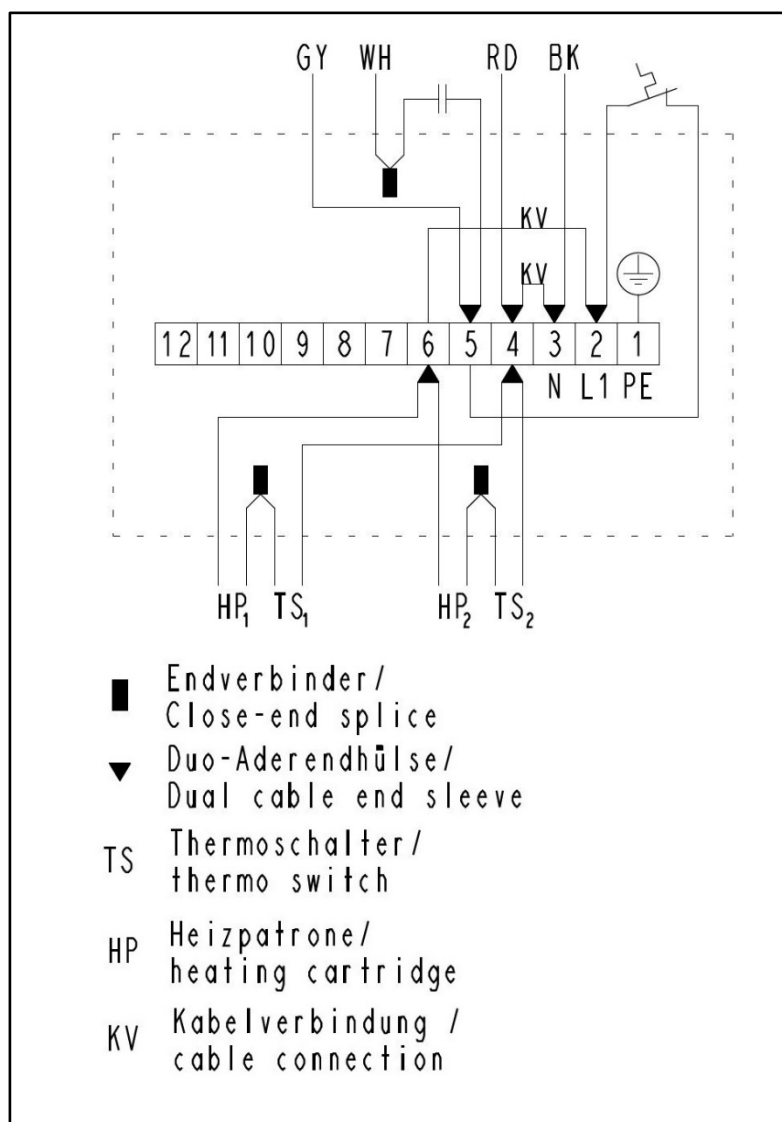 GY WH RD BK
KV
KV
12 11 10 9 8 7 6 5 4 3 2 1
N L1 PE
HP₁ TS₁ HP₂ TS₂
Endverbinder/
Close-end splice
Duo-Aderendhülse/
Dual cable end sleeve
TS Thermoschalter/
thermo switch
HP Heizpatrone/
heating cartridge
KV Kabelverbindung /
cable connection